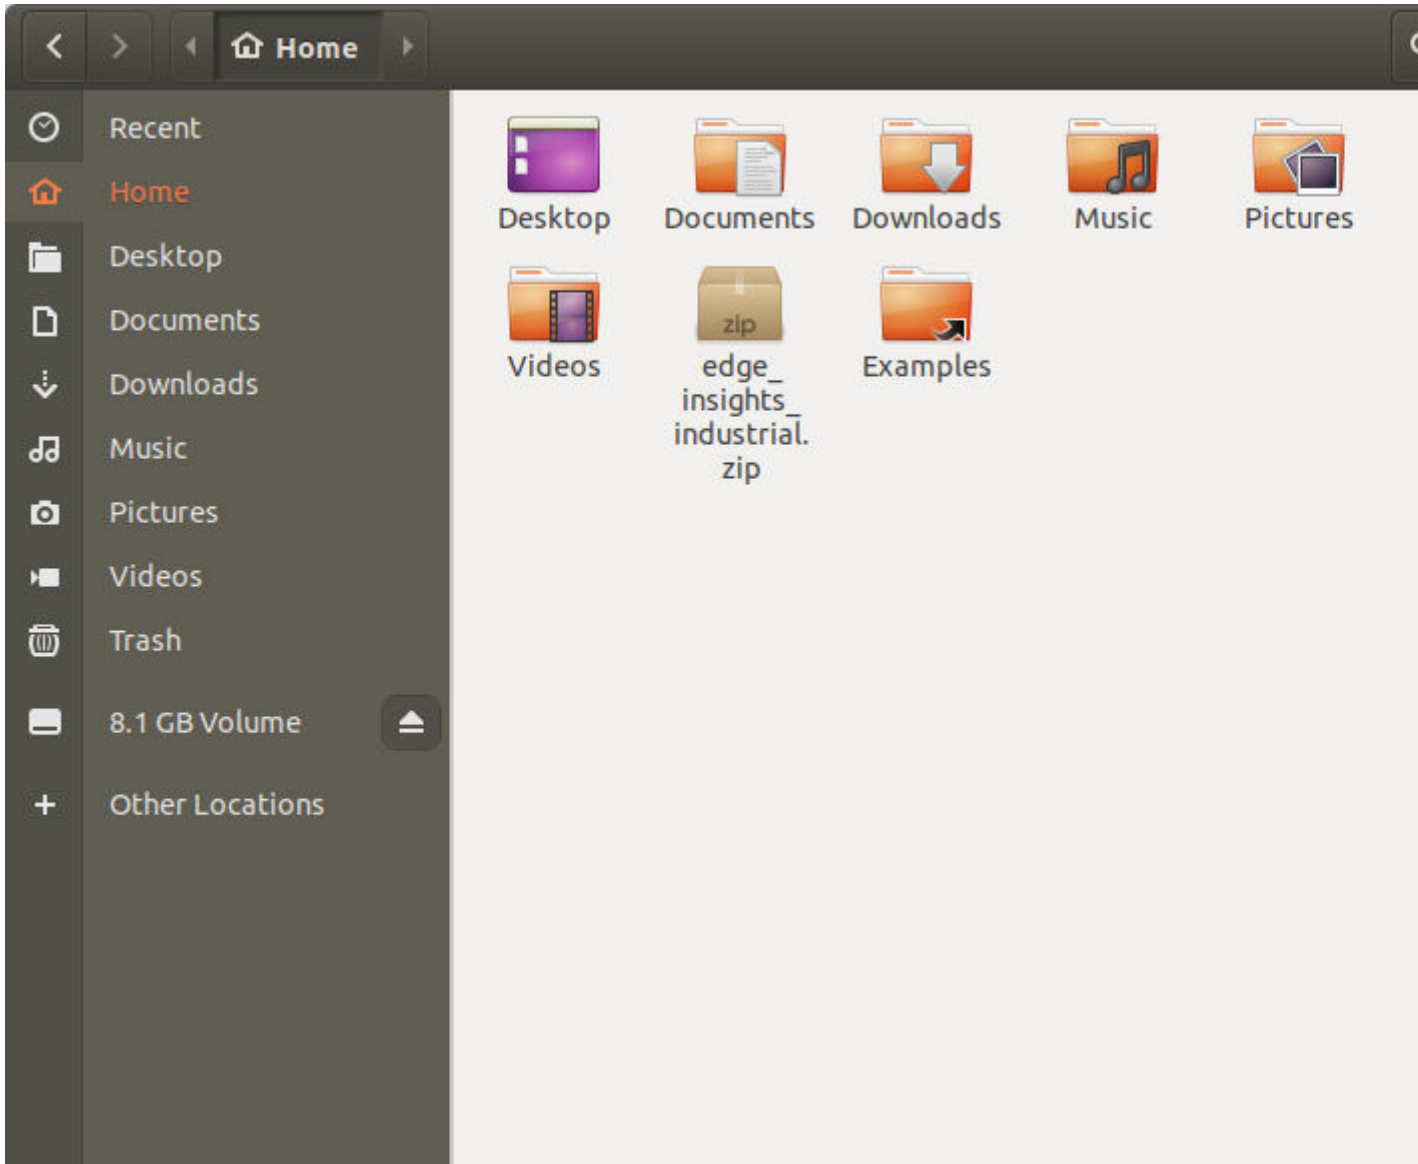 Home
Recent
Home
Desktop
Documents
Downloads
Music
Pictures
Videos
Trash
8.1 GB Volume
Other Locations
Desktop
Documents
Downloads
Music
Pictures
Videos
zip
edge_
insights_
industrial.
zip
Examples